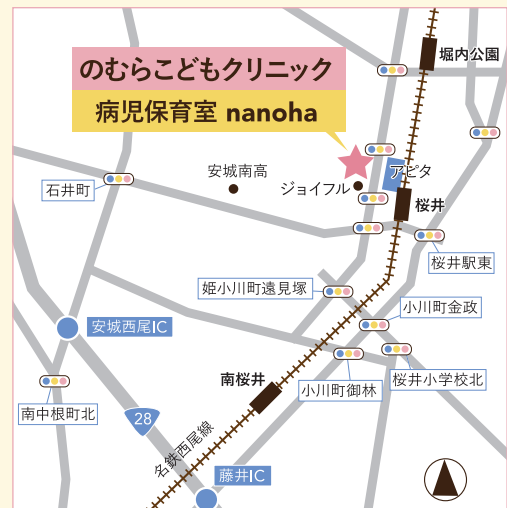 堀内公園
のむらこどもクリニック
病児保育室 nanoha
安城南高
アピタ
石井町
ジョイフル
桜井
桜井駅東
姫小川町遠見塚
小川町金政
安城西尾IC
南桜井
小川町御林
桜井小学校北
南中根町北
28
名鉄西尾線
藤井IC